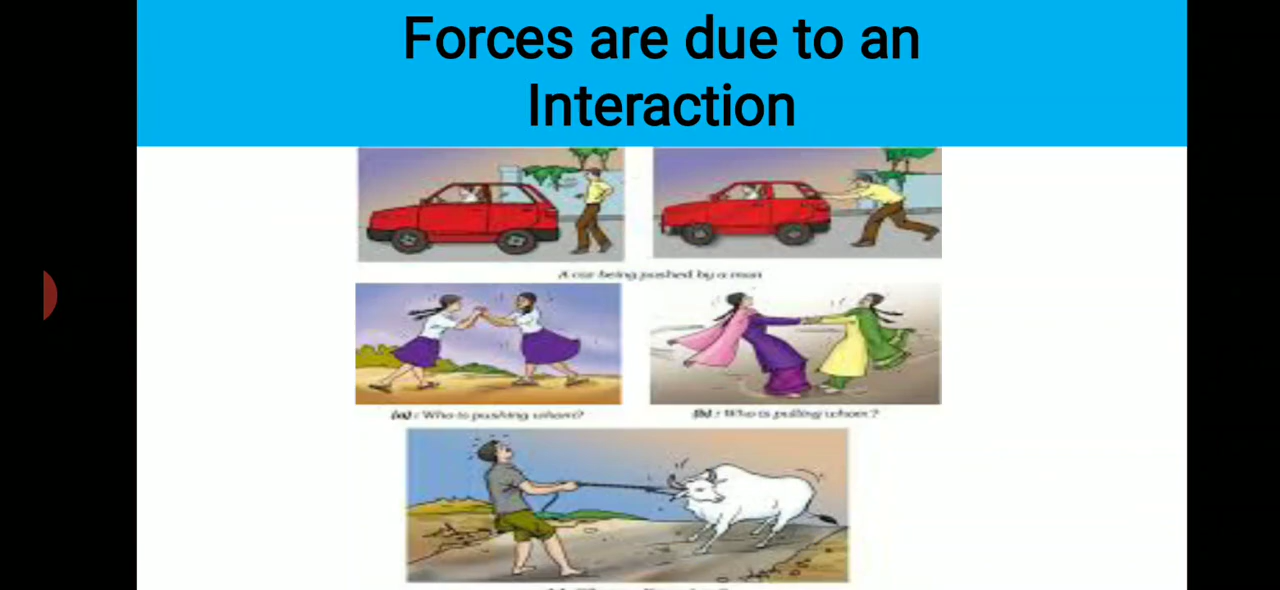 Forces are due to an
Interaction
A car being pushed by a man
(a) : Who is pushing whom?
(b) : Who is pulling whom?